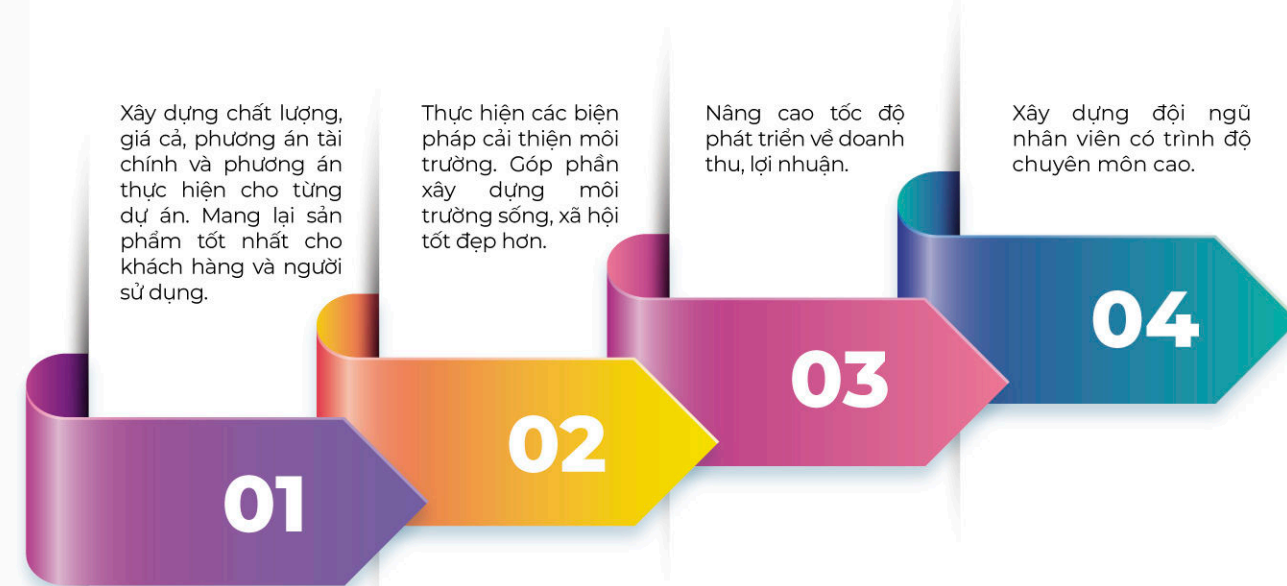 Xây dựng chất lượng,
giá cả, phương án tài
chính và phương án
thực hiện cho từng
dự án. Mang lại sản
phẩm tốt nhất cho
khách hàng và người
sử dụng.
01
Thực hiện các biện
pháp cải thiện môi
trường. Góp phần
xây dựng môi
trường sống, xã hội
tốt đẹp hơn.
02
Nâng cao tốc độ
phát triển về doanh
thu, lợi nhuận.
03
Xây dựng đội ngũ
nhân viên có trình độ
chuyên môn cao.
04